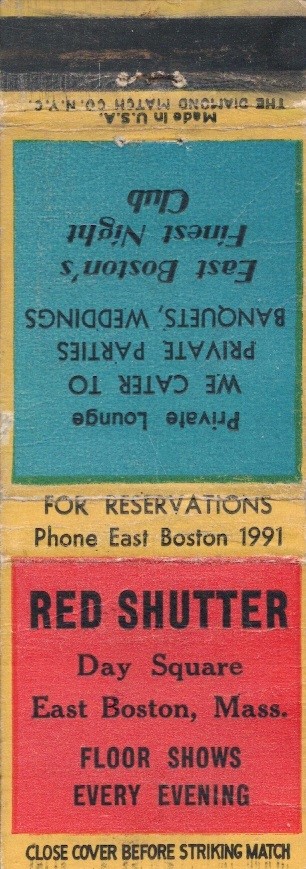 RED SHUTTER
Day Square
East Boston, Mass.
FLOOR SHOWS
EVERY EVENING
CLOSE COVER BEFORE STRIKING MATCH
FOR RESERVATIONS
Phone East Boston 1991
Private Lounge
WE CATER TO
PRIVATE PARTIES
BANQUETS, WEDDINGS
East Boston's
Finest Night
Club
Made in U.S.A.
THE DIAMOND MATCH CO. N.Y.C.